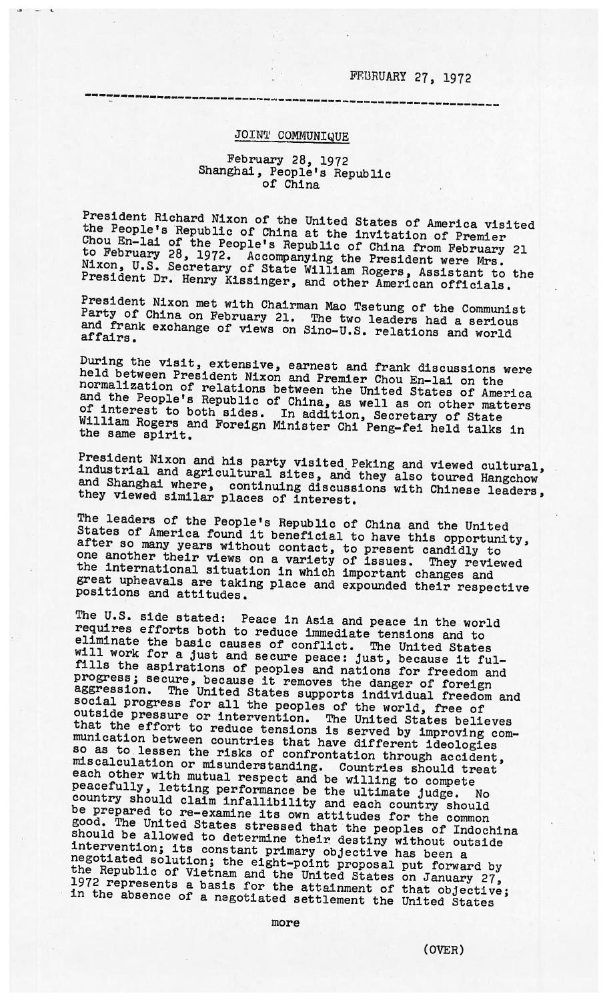 FEBRUARY 27, 1972
JOINT COMMUNIQUE
February 28, 1972
Shanghai, People's Republic
of China
President Richard Nixon of the United States of America visited
the People's Republic of China at the invitation of Premier
Chou En-lai of the People's Republic of China from February 21
to February 28, 1972. Accompanying the President were Mrs.
Nixon, U.S. Secretary of State William Rogers, Assistant to the
President Dr. Henry Kissinger, and other American officials.
President Nixon met with Chairman Mao Tsetung of the Communist
Party of China on February 21. The two leaders had a serious
and frank exchange of views on Sino-U.S. relations and world
affairs.
During the visit, extensive, earnest and frank discussions were
held between President Nixon and Premier Chou En-lai on the
normalization of relations between the United States of America
and the People's Republic of China, as well as on other matters
of interest to both sides. In addition, Secretary of State
William Rogers and Foreign Minister Chi Peng-fei held talks in
the same spirit.
President Nixon and his party visited Peking and viewed cultural,
industrial and agricultural sites, and they also toured Hangchow
and Shanghai where, continuing discussions with Chinese leaders,
they viewed similar places of interest.
The leaders of the People's Republic of China and the United
States of America found it beneficial to have this opportunity,
after so many years without contact, to present candidly to
one another their views on a variety of issues. They reviewed
the international situation in which important changes and
great upheavals are taking place and expounded their respective
positions and attitudes.
The U.S. side stated: Peace in Asia and peace in the world
requires efforts both to reduce immediate tensions and to
eliminate the basic causes of conflict. The United States
will work for a just and secure peace: just, because it ful-
fills the aspirations of peoples and nations for freedom and
progress; secure, because it removes the danger of foreign
aggression. The United States supports individual freedom and
social progress for all the peoples of the world, free of
outside pressure or intervention. The United States believes
that the effort to reduce tensions is served by improving com-
munication between countries that have different ideologies
so as to lessen the risks of confrontation through accident,
miscalculation or misunderstanding. Countries should treat
each other with mutual respect and be willing to compete
peacefully, letting performance be the ultimate judge. No
country should claim infallibility and each country should
be prepared to re-examine its own attitudes for the common
good. The United States stressed that the peoples of Indochina
should be allowed to determine their destiny without outside
intervention; its constant primary objective has been a
negotiated solution; the eight-point proposal put forward by
the Republic of Vietnam and the United States on January 27,
1972 represents a basis for the attainment of that objective;
in the absence of a negotiated settlement the United States
more
(OVER)